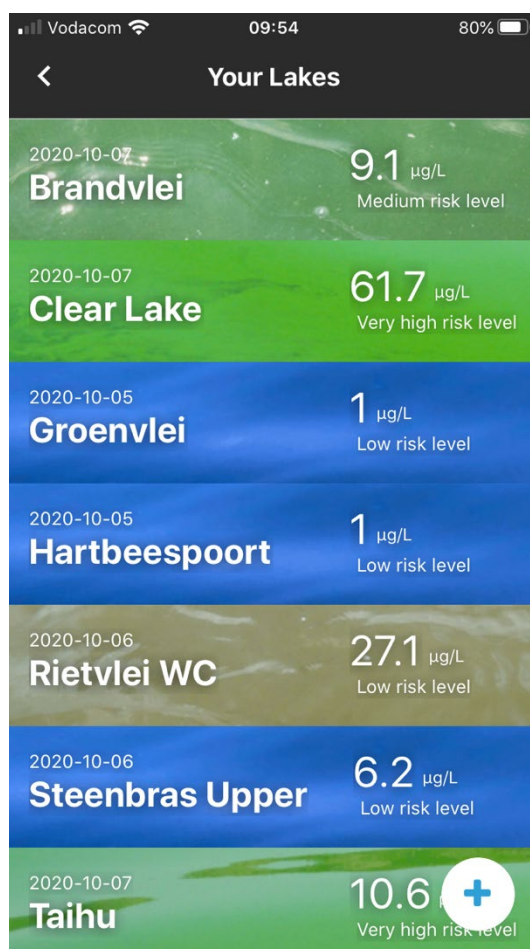 Vodacom 09:54 80%
Your Lakes
2020-10-07
Brandvlei
9.1 µg/L
Medium risk level
2020-10-07
Clear Lake
61.7 µg/L
Very high risk level
2020-10-05
Groenvlei
1 µg/L
Low risk level
2020-10-05
Hartbeespoort
1 µg/L
Low risk level
2020-10-06
Rietvlei WC
27.1 µg/L
Low risk level
2020-10-06
Steenbras Upper
6.2 µg/L
Low risk level
2020-10-07
Taihu
10.6
Very high risk level